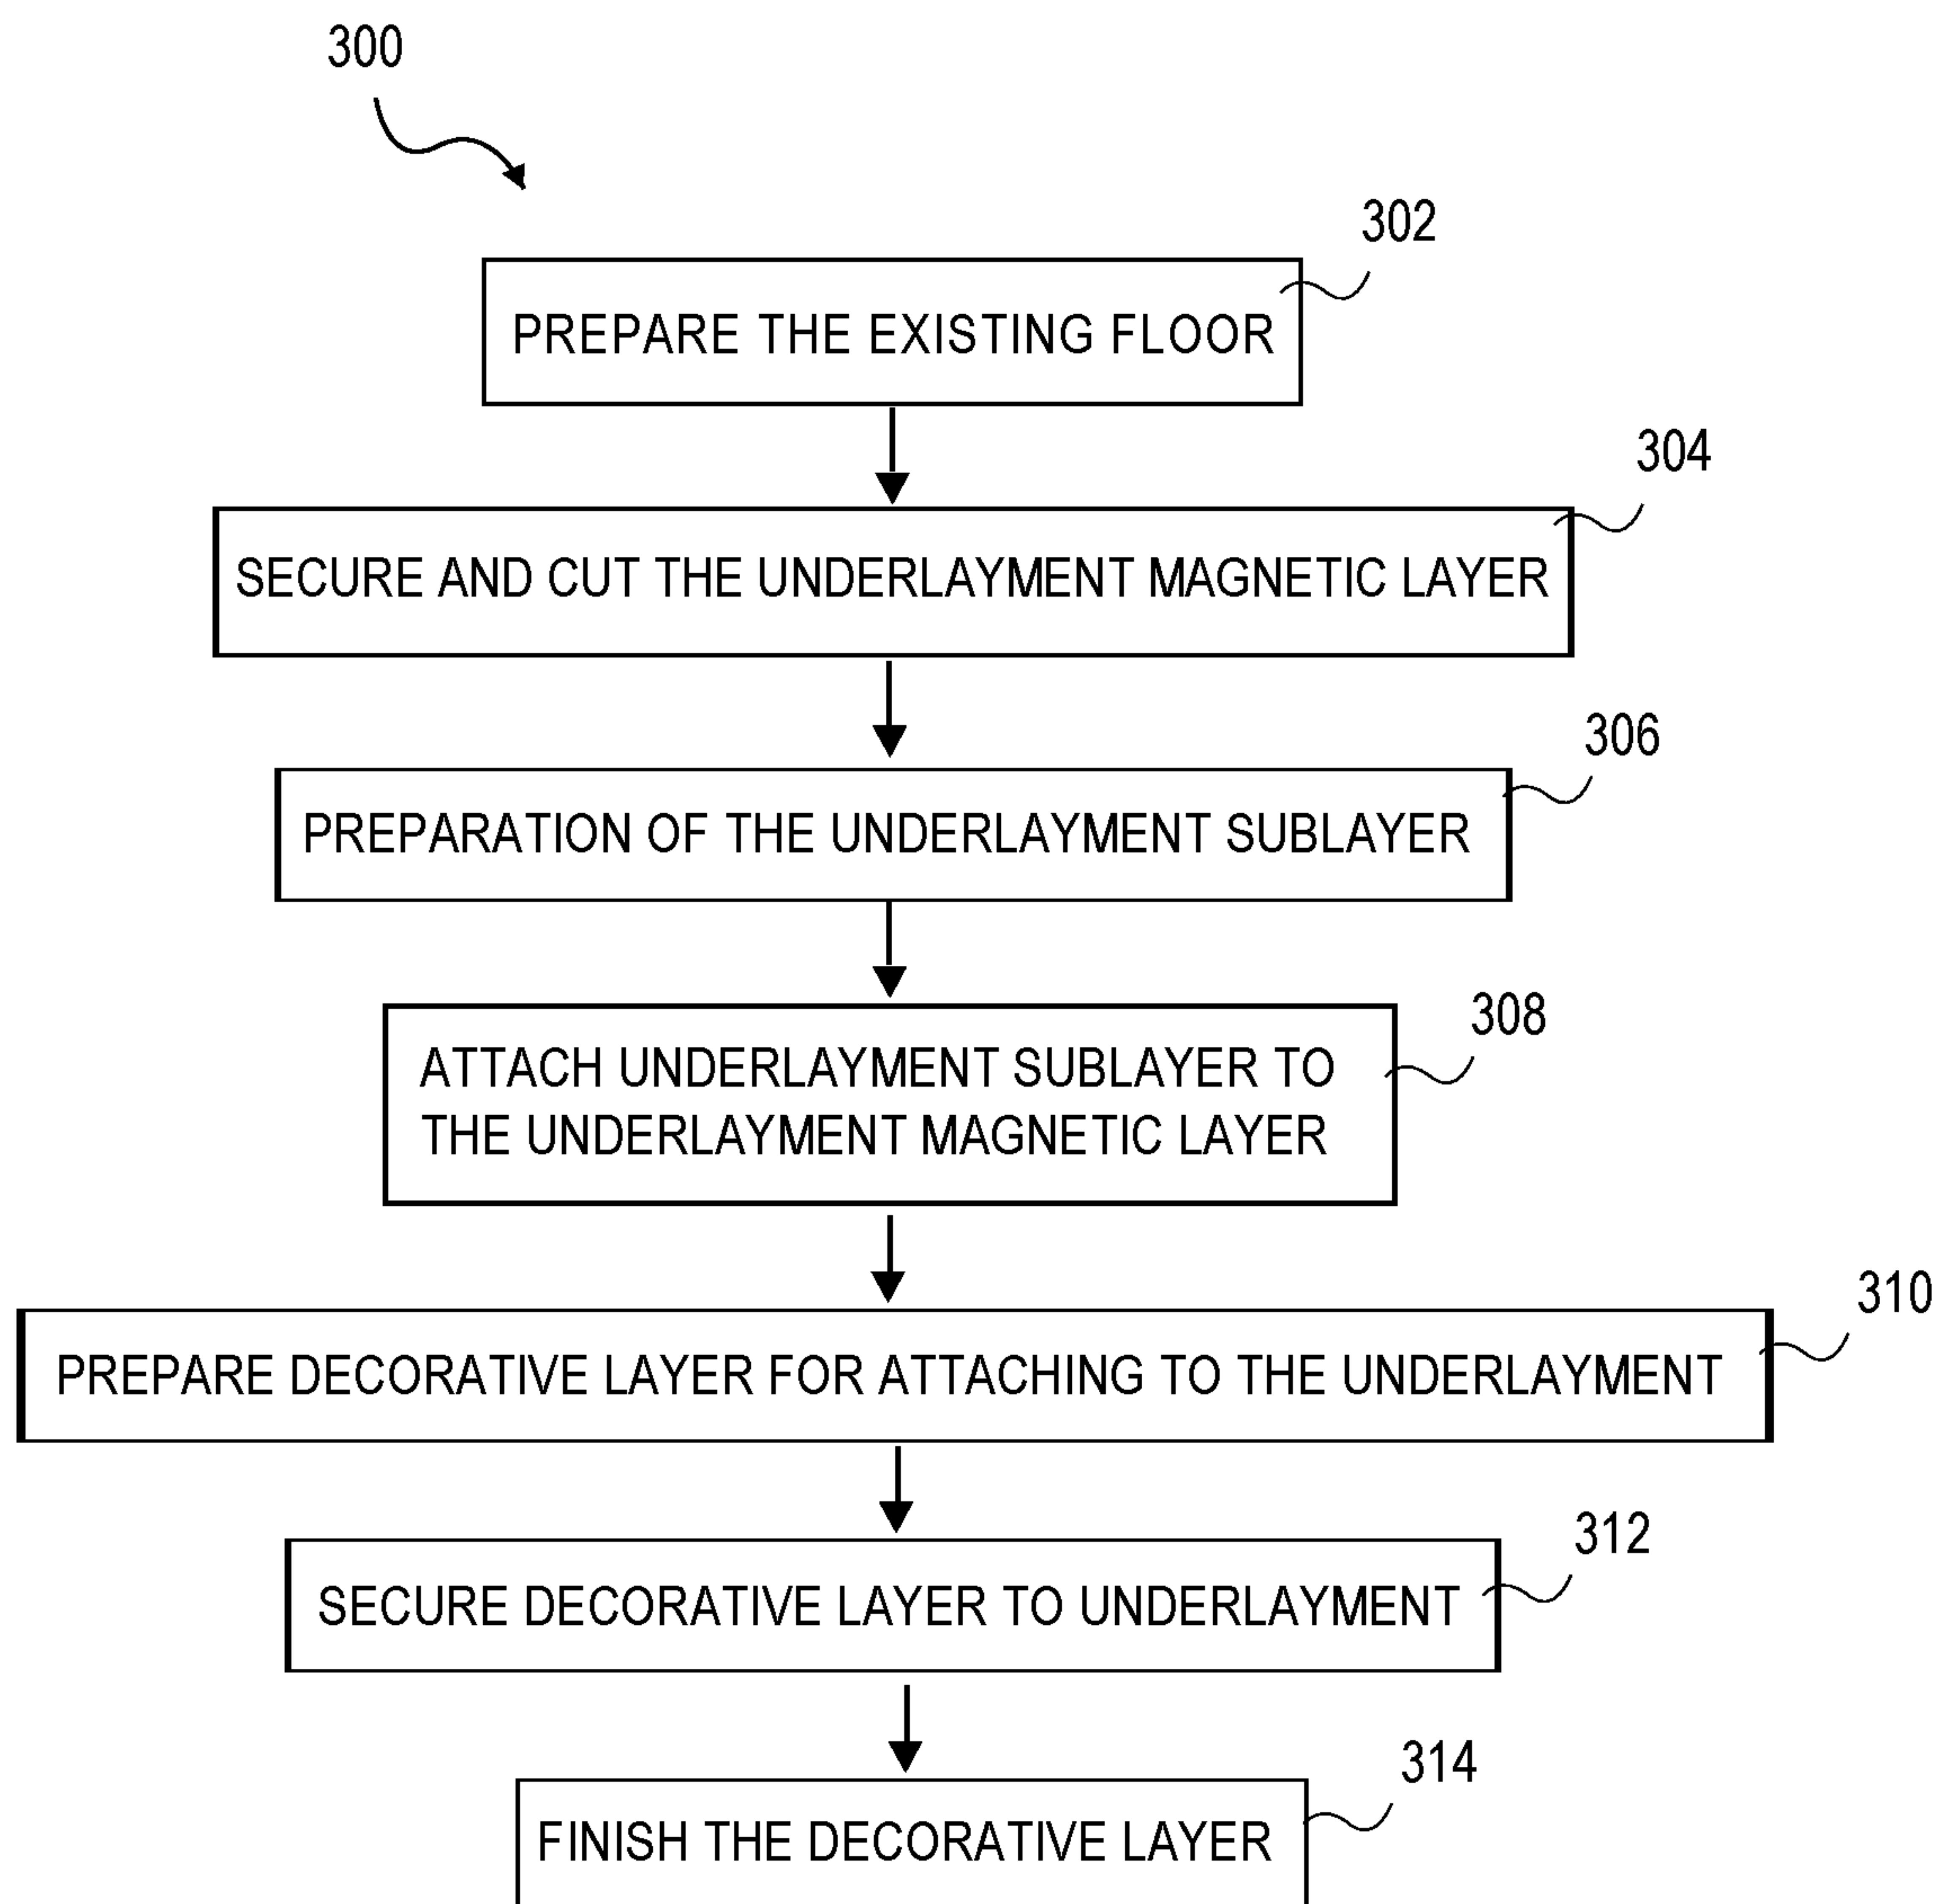 300
302
PREPARE THE EXISTING FLOOR
304
SECURE AND CUT THE UNDERLAYMENT MAGNETIC LAYER
306
PREPARATION OF THE UNDERLAYMENT SUBLAYER
308
ATTACH UNDERLAYMENT SUBLAYER TO
THE UNDERLAYMENT MAGNETIC LAYER
310
PREPARE DECORATIVE LAYER FOR ATTACHING TO THE UNDERLAYMENT
312
SECURE DECORATIVE LAYER TO UNDERLAYMENT
314
FINISH THE DECORATIVE LAYER